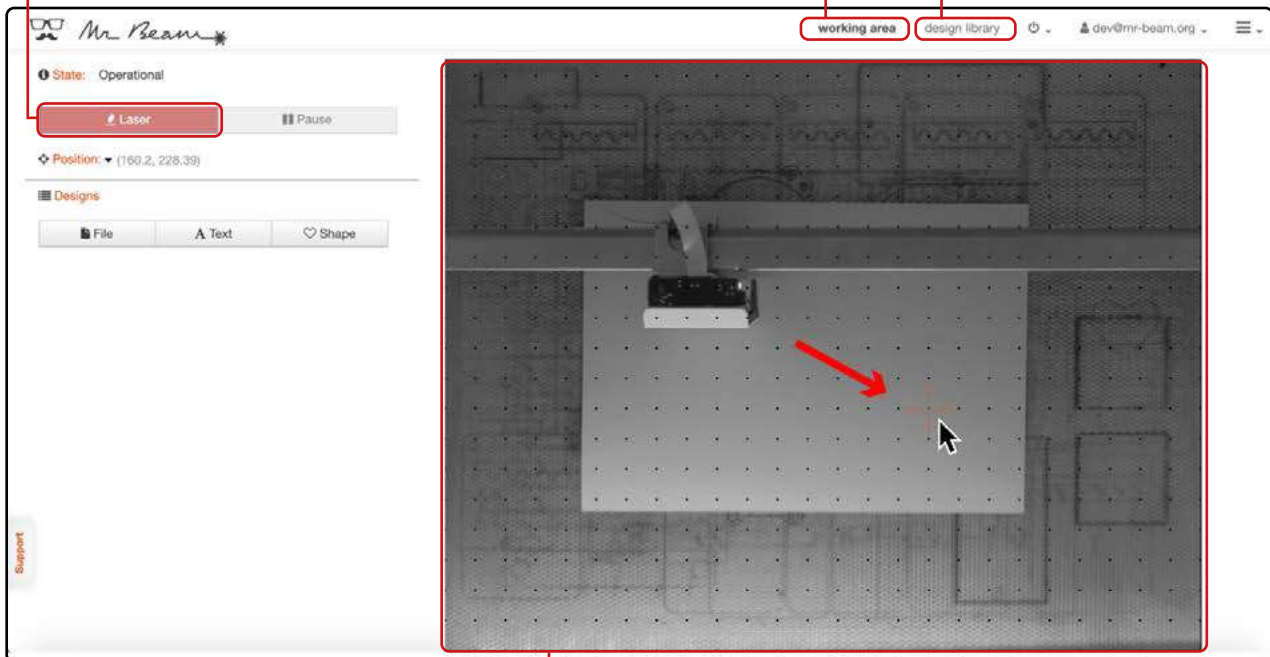 Mr Beam
working area
design library
dev@mr-beam.org
State: Operational
Laser
Pause
Position: (160.2, 228.39)
Designs
File
A Text
Shape
Support